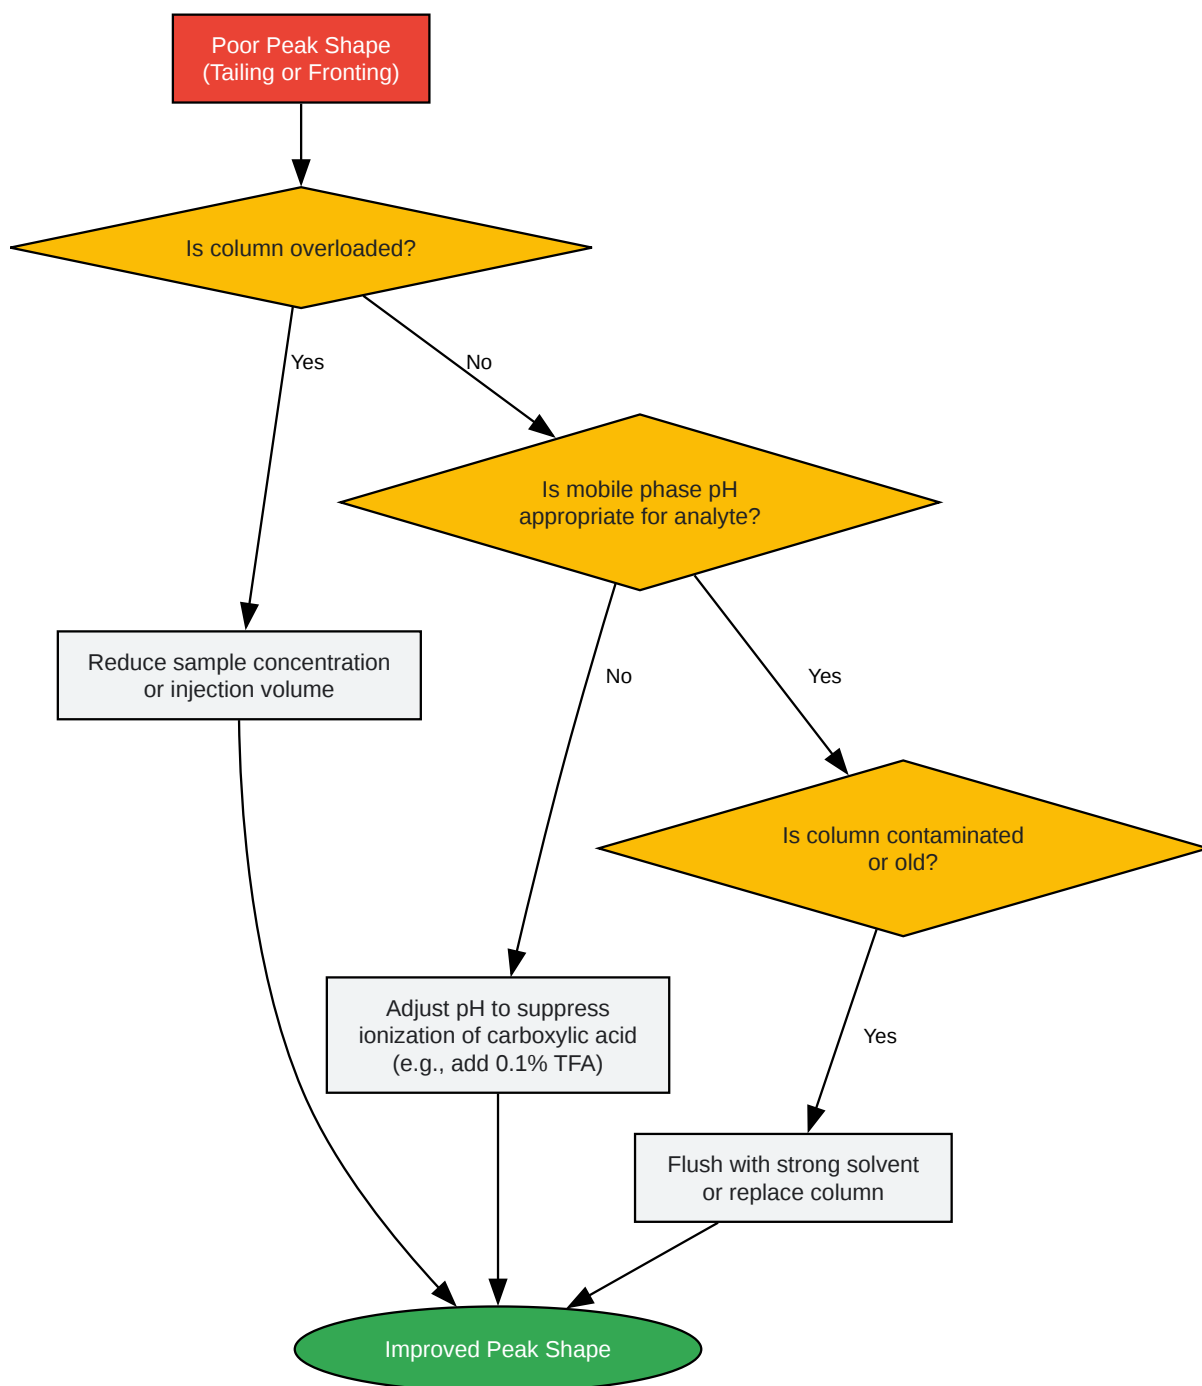 Poor Peak Shape
(Tailing or Fronting)
Is column overloaded?
Yes
No
Is mobile phase pH
appropriate for analyte?
Reduce sample concentration
or injection volume
No
Yes
Is column contaminated
or old?
Adjust pH to suppress
ionization of carboxylic acid
(e.g., add 0.1% TFA)
Yes
Flush with strong solvent
or replace column
Improved Peak Shape